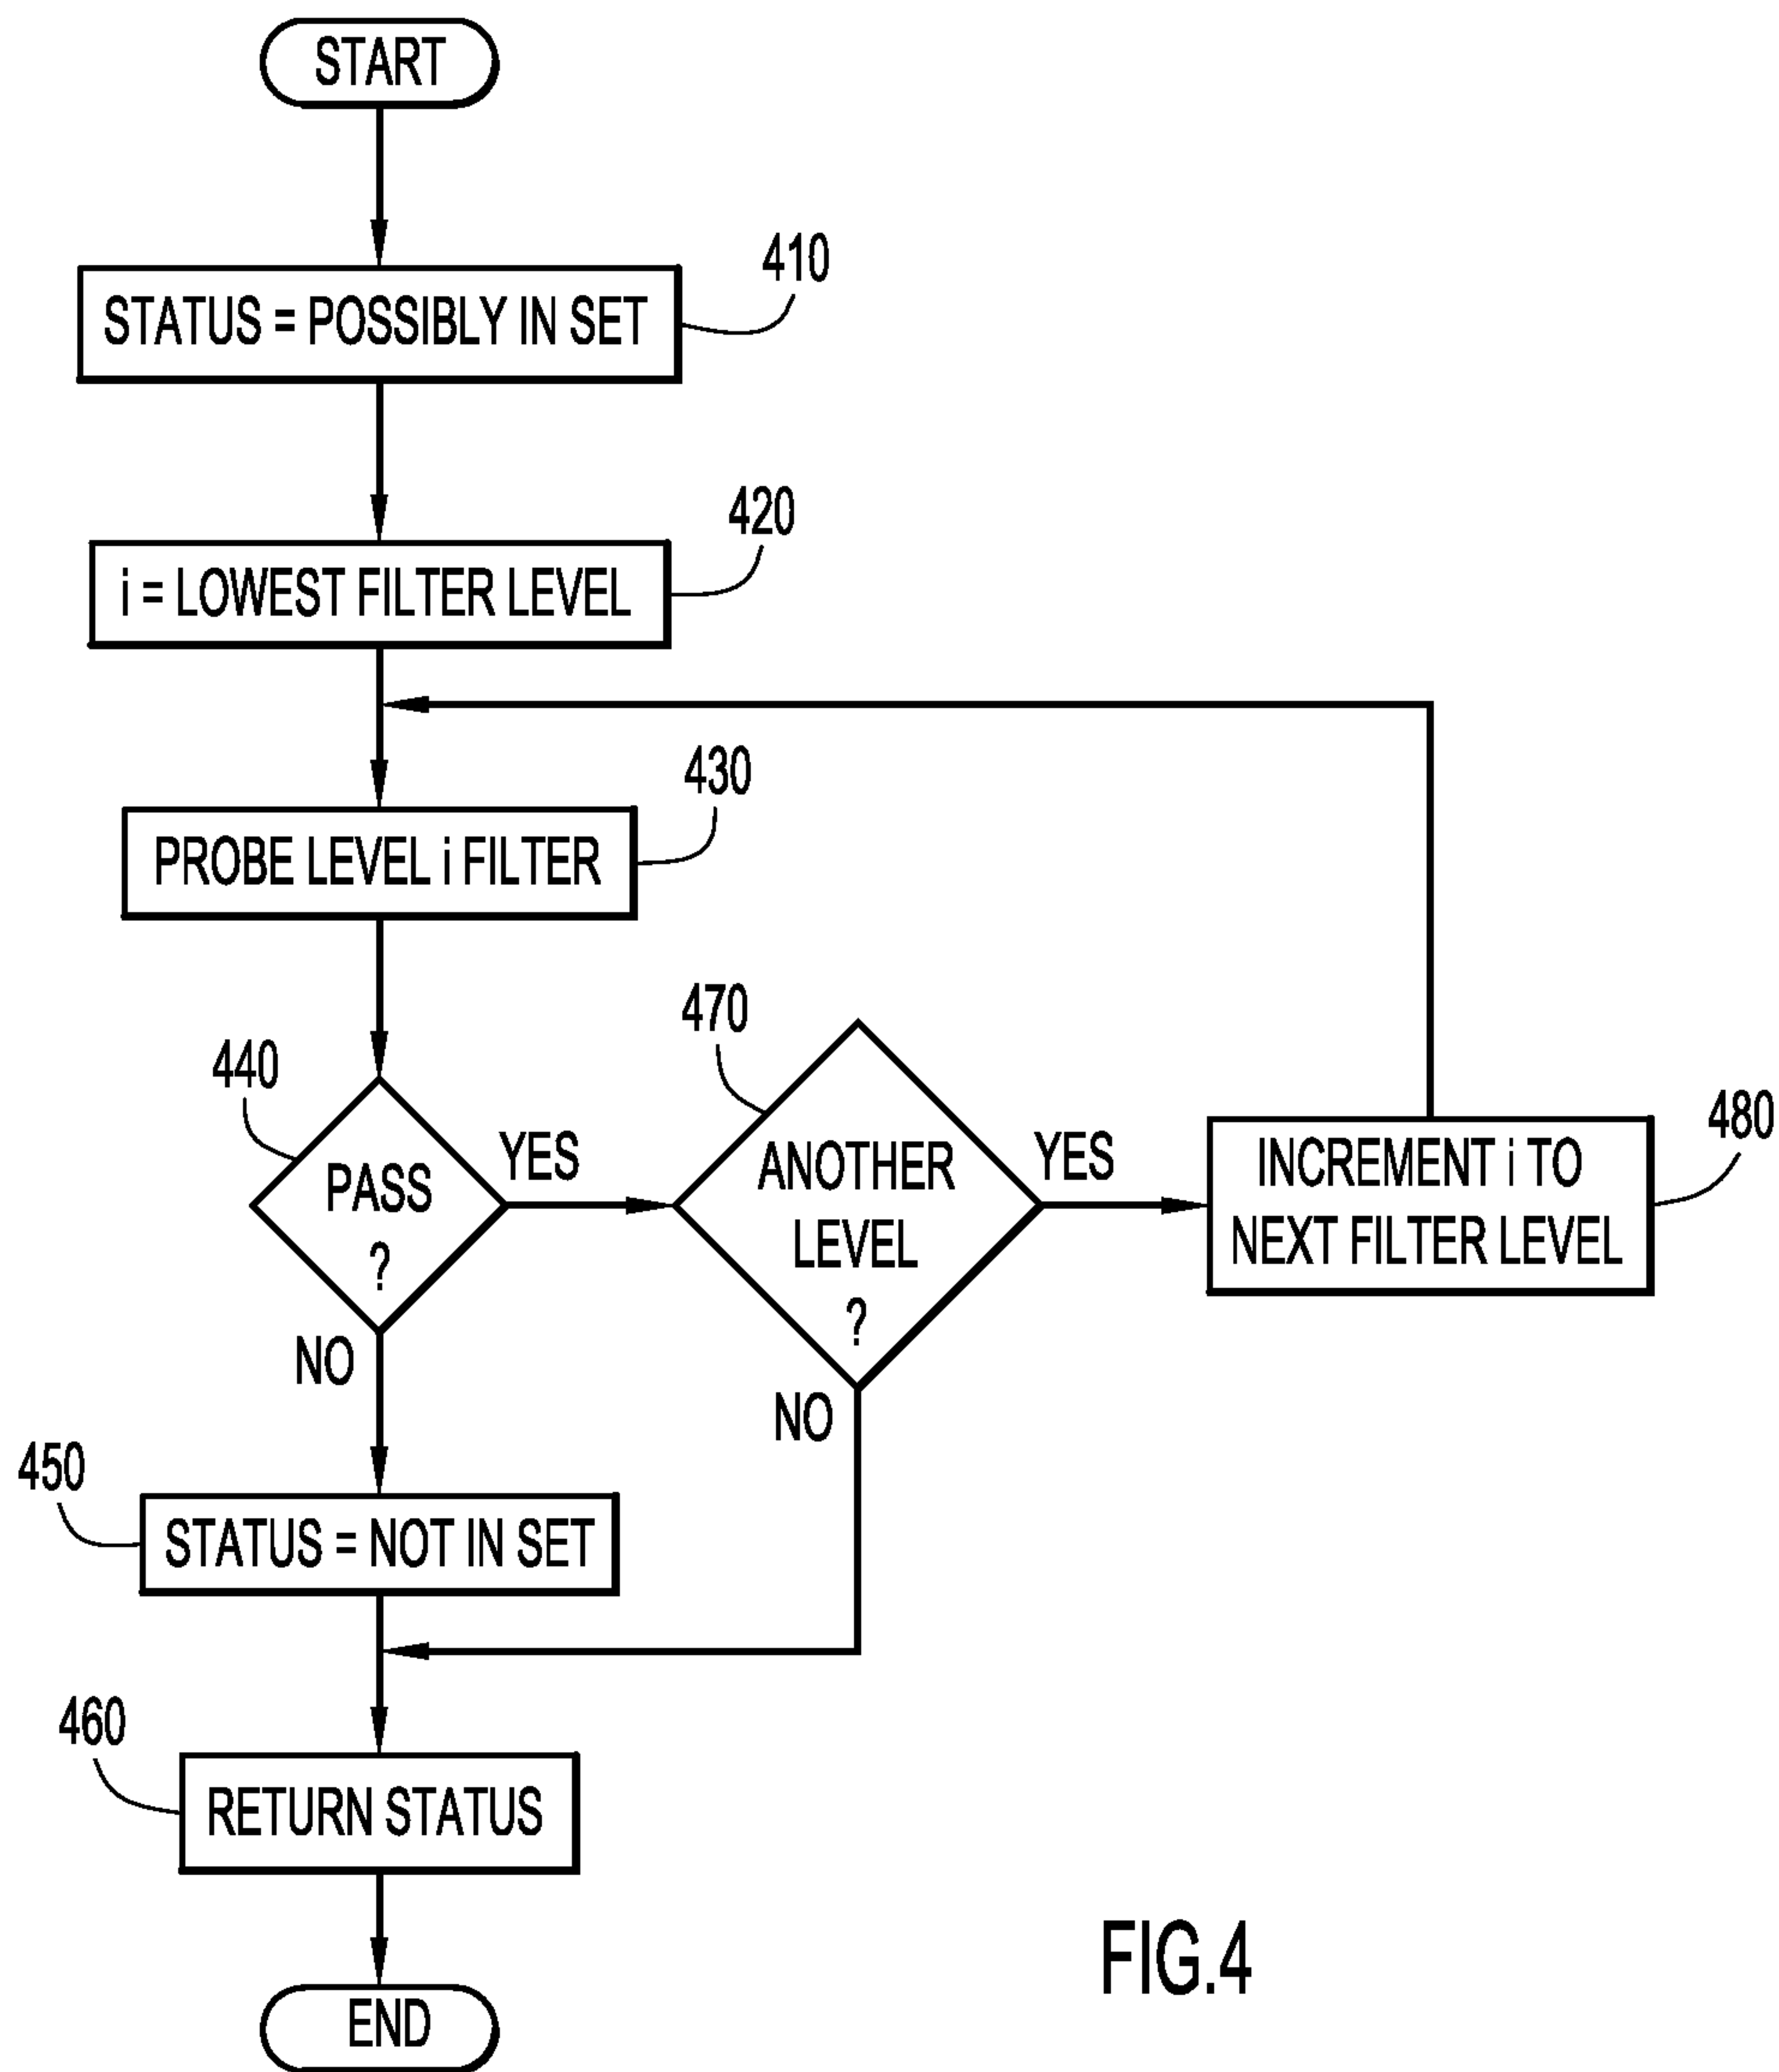 START
410
STATUS = POSSIBLY IN SET
420
i = LOWEST FILTER LEVEL
430
PROBE LEVEL i FILTER
440
PASS
?
YES
NO
470
ANOTHER
LEVEL
?
YES
NO
480
INCREMENT i TO
NEXT FILTER LEVEL
450
STATUS = NOT IN SET
460
RETURN STATUS
END
FIG.4